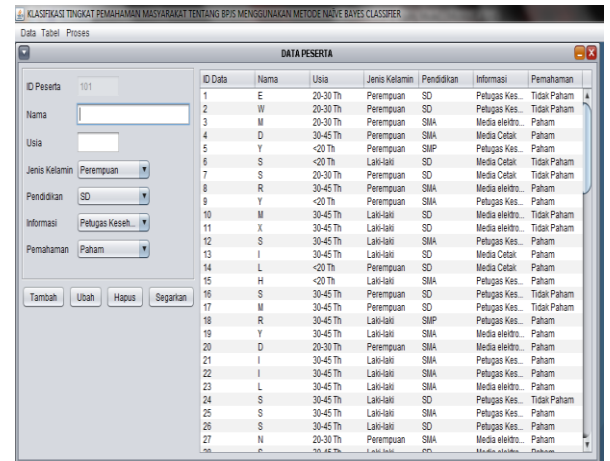 KLASIFIKASI TINGKAT PEMAHAMAN MASYARAKAT TENTANG BPJS MENGGUNAKAN METODE NAÏVE BAYES CLASSIFIER
Data Tabel Proses
DATA PESERTA
ID Peserta 101
Nama
Usia
Jenis Kelamin Perempuan
Pendidikan SD
Informasi Petugas Keseh...
Pemahaman Paham
Tambah Ubah Hapus Segarkan
ID Data Nama Usia Jenis Kelamin Pendidikan Informasi Pemahaman
1 E 20-30 Th Perempuan SD Petugas Kes... Tidak Paham
2 W 20-30 Th Perempuan SD Petugas Kes... Tidak Paham
3 M 20-30 Th Perempuan SMA Media elektro... Paham
4 D 30-45 Th Perempuan SMA Media Cetak Paham
5 Y <20 Th Perempuan SMP Petugas Kes... Paham
6 S <20 Th Laki-laki SD Media Cetak Tidak Paham
7 S 20-30 Th Perempuan SD Media Cetak Tidak Paham
8 R 30-45 Th Perempuan SMA Media elektro... Paham
9 Y <20 Th Perempuan SMA Petugas Kes... Paham
10 M 30-45 Th Laki-laki SD Media elektro... Tidak Paham
11 X 30-45 Th Laki-laki SD Media elektro... Tidak Paham
12 S 30-45 Th Laki-laki SMA Petugas Kes... Paham
13 I 30-45 Th Laki-laki SD Media Cetak Paham
14 L <20 Th Perempuan SD Media Cetak Paham
15 H <20 Th Laki-laki SMA Petugas Kes... Paham
16 S 30-45 Th Perempuan SD Petugas Kes... Tidak Paham
17 M 30-45 Th Laki-laki SD Petugas Kes... Tidak Paham
18 R 30-45 Th Laki-laki SMP Petugas Kes... Paham
19 Y 30-45 Th Laki-laki SMA Media elektro... Paham
20 D 20-30 Th Perempuan SMA Media elektro... Paham
21 I 30-45 Th Laki-laki SMA Petugas Kes... Paham
22 I 30-45 Th Laki-laki SMA Petugas Kes... Paham
23 L 30-45 Th Laki-laki SMA Media elektro... Paham
24 S 30-45 Th Laki-laki SD Petugas Kes... Tidak Paham
25 S 30-45 Th Laki-laki SMA Petugas Kes... Paham
26 S 30-45 Th Laki-laki SMA Petugas Kes... Paham
27 N 20-30 Th Perempuan SMA Media elektro... Paham